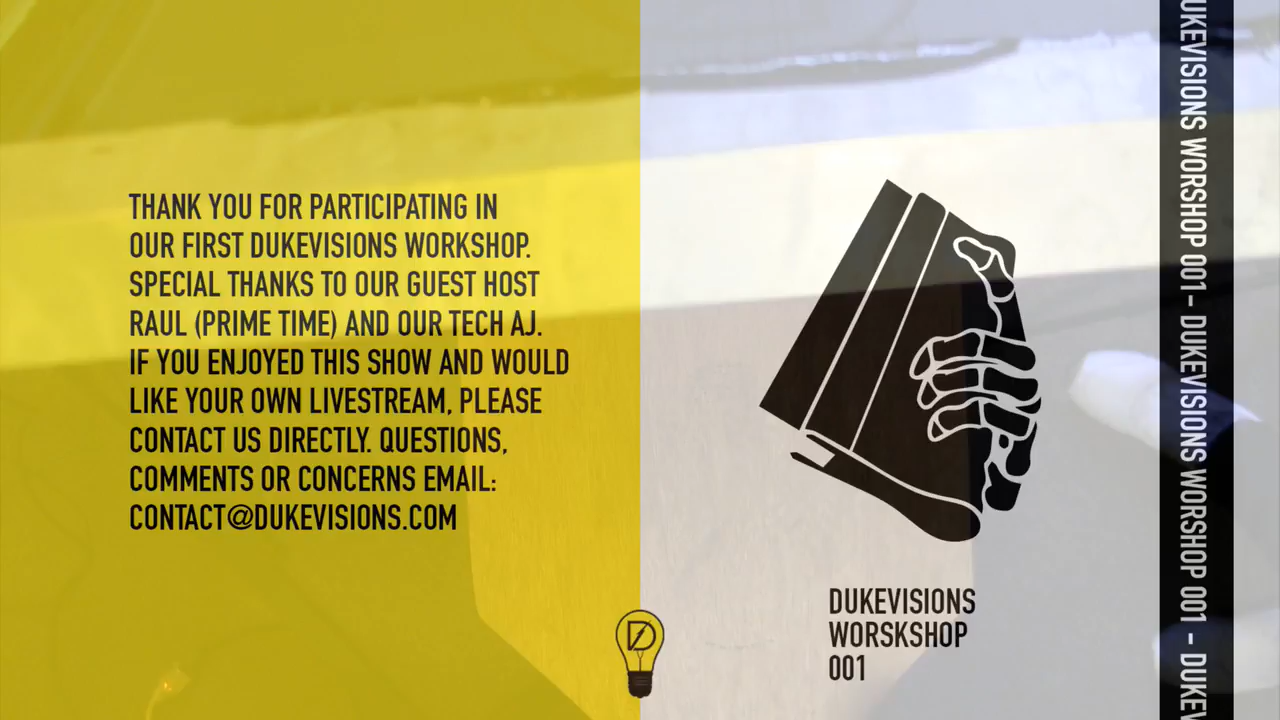 THANK YOU FOR PARTICIPATING IN
OUR FIRST DUKEVISIONS WORKSHOP.
SPECIAL THANKS TO OUR GUEST HOST
RAUL (PRIME TIME) AND OUR TECH AJ.
IF YOU ENJOYED THIS SHOW AND WOULD
LIKE YOUR OWN LIVESTREAM, PLEASE
CONTACT US DIRECTLY. QUESTIONS,
COMMENTS OR CONCERNS EMAIL:
CONTACT@DUKEVISIONS.COM
D
DUKEVISIONS
WORSKSHOP
001
UKEVISIONS WORSHOP 001- DUKEVISIONS WORSHOP 001 - DUKEV